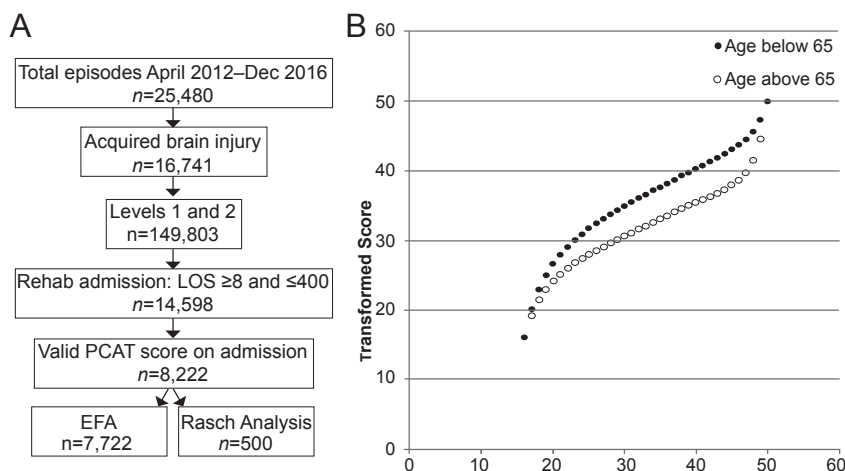 A
Total episodes April 2012–Dec 2016
n=25,480
Acquired brain injury
n=16,741
Levels 1 and 2
n=149,803
Rehab admission: LOS ≥8 and ≤400
n=14,598
Valid PCAT score on admission
n=8,222
EFA
n=7,722
Rasch Analysis
n=500
B
Transformed Score
60
50
40
30
20
10
0
Age below 65
Age above 65
0 10 20 30 40 50 60